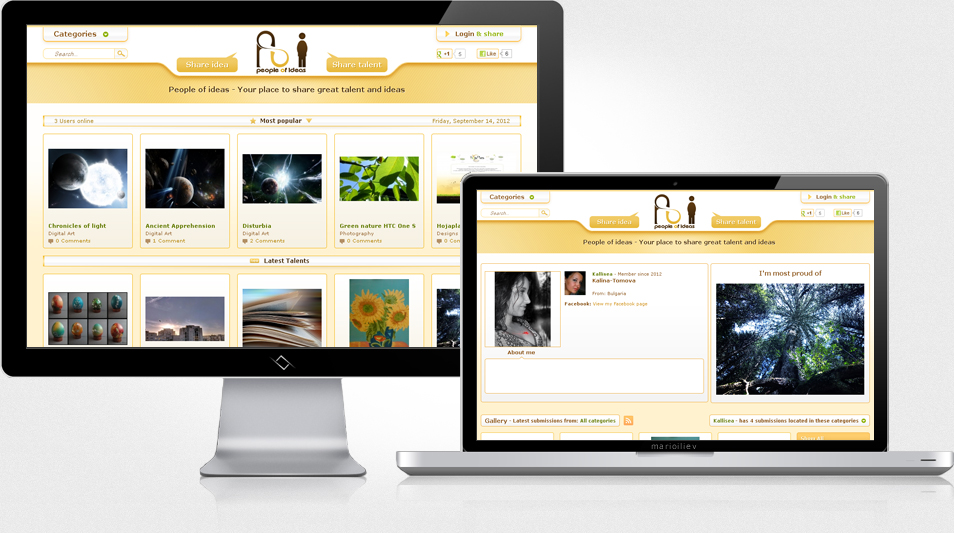 Categories
Login & share
Search..
+1 5
Like 6
Share idea
people of ideas
Share talent
People of ideas - Your place to share great talent and ideas
3 Users online
Most popular
Friday, September 14, 2012
Chronicles of light
Digital Art
0 Comments
Ancient Apprehension
Digital Art
1 Comment
Disturbia
Digital Art
2 Comments
Green nature HTC One S
Photography
0 Comments
Hojapla
Designs
0 Com
Latest Talents
Categories
Login & share
Search..
+1 5
Like 6
Share idea
people of ideas
Share talent
People of ideas - Your place to share great talent and ideas
Kallisea - Member since 2012
Kalina-Tomova
From: Bulgaria
Facebook: View my Facebook page
About me
I'm most proud of
Gallery - Latest submissions from: All categories
Kallisea - has 4 submissions located in these categories
marioiliev